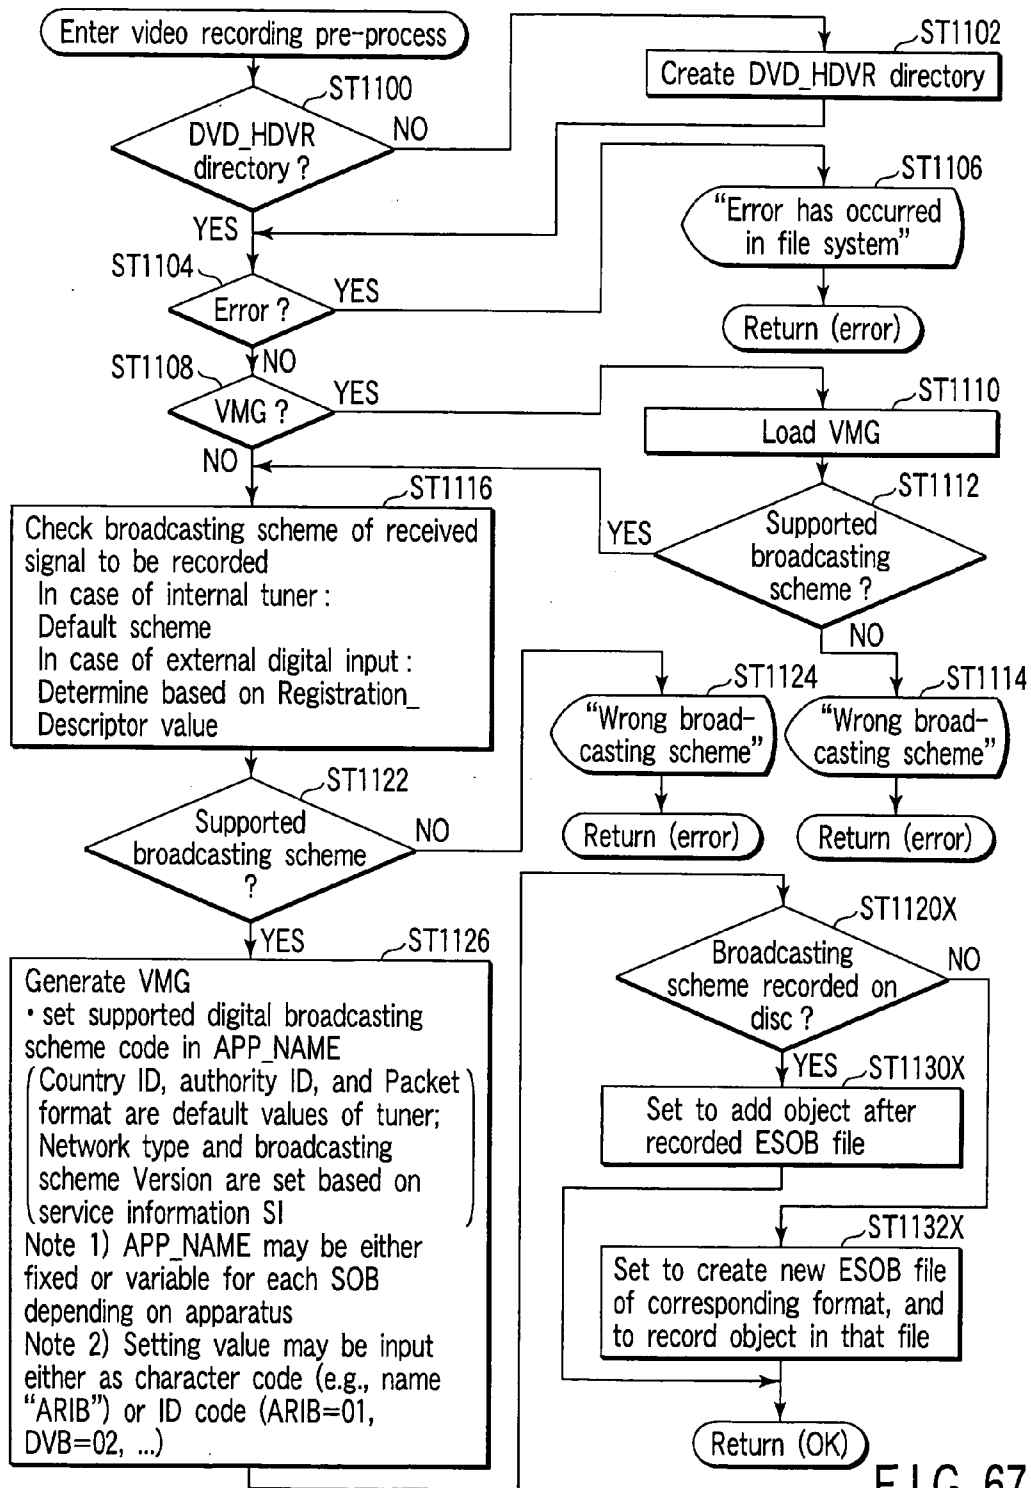 Enter video recording pre-process
ST1100
DVD_HDVR
directory ?
NO
YES
ST1102
Create DVD_HDVR directory
ST1104
Error ?
YES
NO
ST1106
“Error has occurred
in file system”
Return (error)
ST1108
VMG ?
YES
NO
ST1110
Load VMG
ST1112
Supported
broadcasting
scheme ?
YES
NO
ST1116
Check broadcasting scheme of received
signal to be recorded
In case of internal tuner :
Default scheme
In case of external digital input :
Determine based on Registration_
Descriptor value
ST1124
“Wrong broad-
casting scheme”
Return (error)
ST1114
“Wrong broad-
casting scheme”
Return (error)
ST1122
Supported
broadcasting scheme
?
NO
YES
ST1126
Generate VMG
• set supported digital broadcasting
scheme code in APP_NAME
(Country ID, authority ID, and Packet
format are default values of tuner;
Network type and broadcasting
scheme Version are set based on
service information SI)
Note 1) APP_NAME may be either
fixed or variable for each SOB
depending on apparatus
Note 2) Setting value may be input
either as character code (e.g., name
“ARIB”) or ID code (ARIB=01,
DVB=02, ...)
ST1120X
Broadcasting
scheme recorded on
disc ?
NO
YES
ST1130X
Set to add object after
recorded ESOB file
ST1132X
Set to create new ESOB file
of corresponding format, and
to record object in that file
Return (OK)
FIG. 67